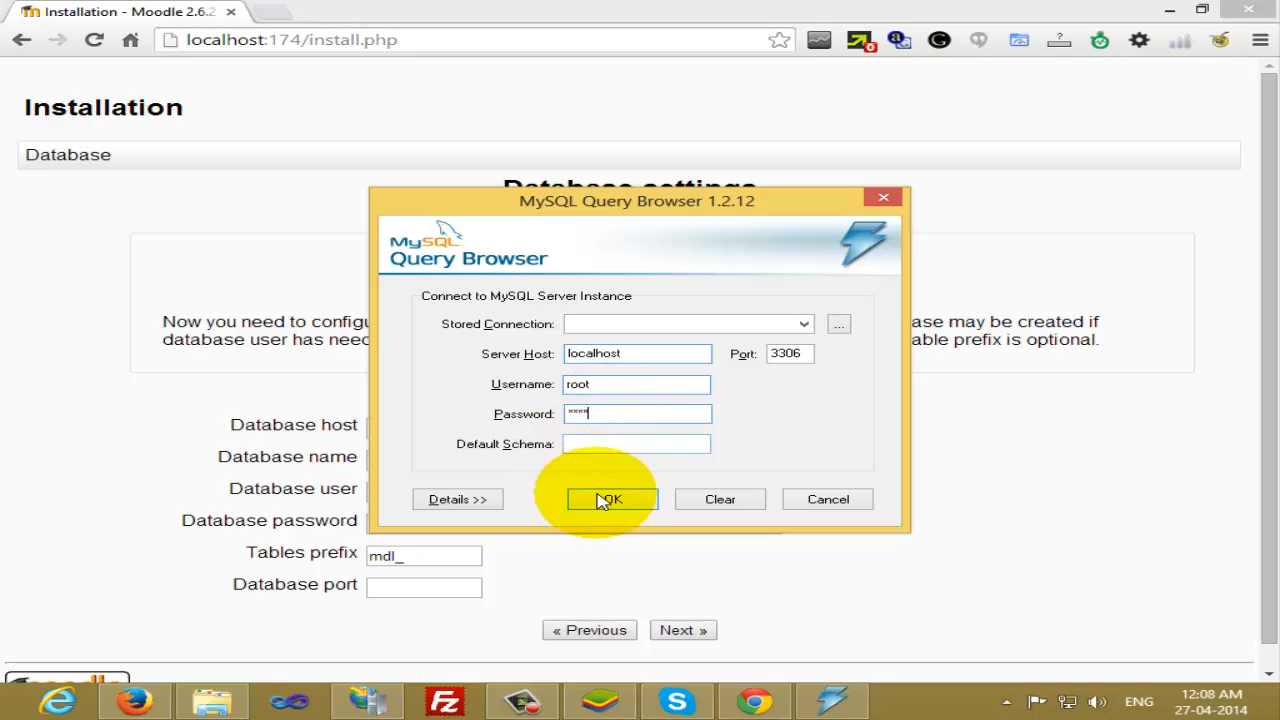 Installation - Moodle 2.6.2
localhost:174/install.php
Installation
Database
Database settings
MySQL Query Browser 1.2.12
MySQL
Query Browser
Connect to MySQL Server Instance
Stored Connection:
...
Server Host: localhost Port: 3306
Username: root
Password: ****
Default Schema:
Details >> OK Clear Cancel
Now you need to configu
ase may be created if
database user has need
able prefix is optional.
Database host
Database name
Database user
Database password
Tables prefix mdl_
Database port
« Previous Next »
moodle
ENG 12:08 AM
27-04-2014